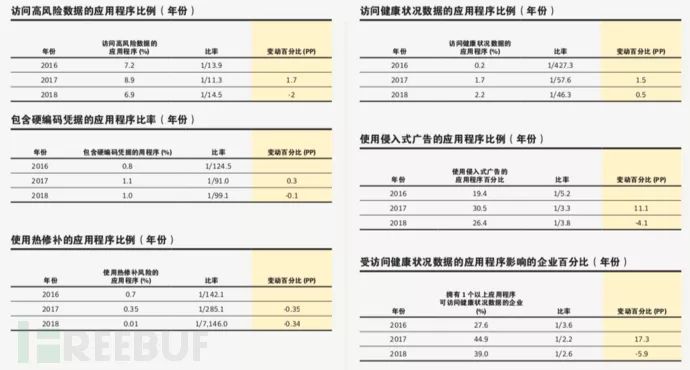 访问高风险数据的应用程序比例（年份）
年份 访问高风险数据的应用程序 (%) 比率 变动百分比 (PP)
2016 7.2 1/13.9
2017 8.9 1/11.3 1.7
2018 6.9 1/14.5 -2
包含硬编码凭据的应用程序比率（年份）
年份 包含硬编码凭据的用程序 (%) 比率 变动百分比 (PP)
2016 0.8 1/124.5
2017 1.1 1/91.0 0.3
2018 1.0 1/99.1 -0.1
使用热修补的应用程序比例（年份）
年份 使用热修补风险的应用程序 (%) 比率 变动百分比 (PP)
2016 0.7 1/142.1
2017 0.35 1/285.1 -0.35
2018 0.01 1/7,146.0 -0.34
访问健康状况数据的应用程序比例（年份）
年份 访问健康状况数据的应用程序 (%) 比率 变动百分比 (PP)
2016 0.2 1/427.3
2017 1.7 1/57.6 1.5
2018 2.2 1/46.3 0.5
使用侵入式广告的应用程序比例（年份）
年份 使用侵入式广告的应用程序百分比 比率 变动百分比 (PP)
2016 19.4 1/5.2
2017 30.5 1/3.3 11.1
2018 26.4 1/3.8 -4.1
受访问健康状况数据的应用程序影响的企业百分比（年份）
年份 拥有 1 个以上应用程序可访问健康状况数据的企业 (%) 比率 变动百分比 (PP)
2016 27.6 1/3.6
2017 44.9 1/2.2 17.3
2018 39.0 1/2.6 -5.9
FREEBUF